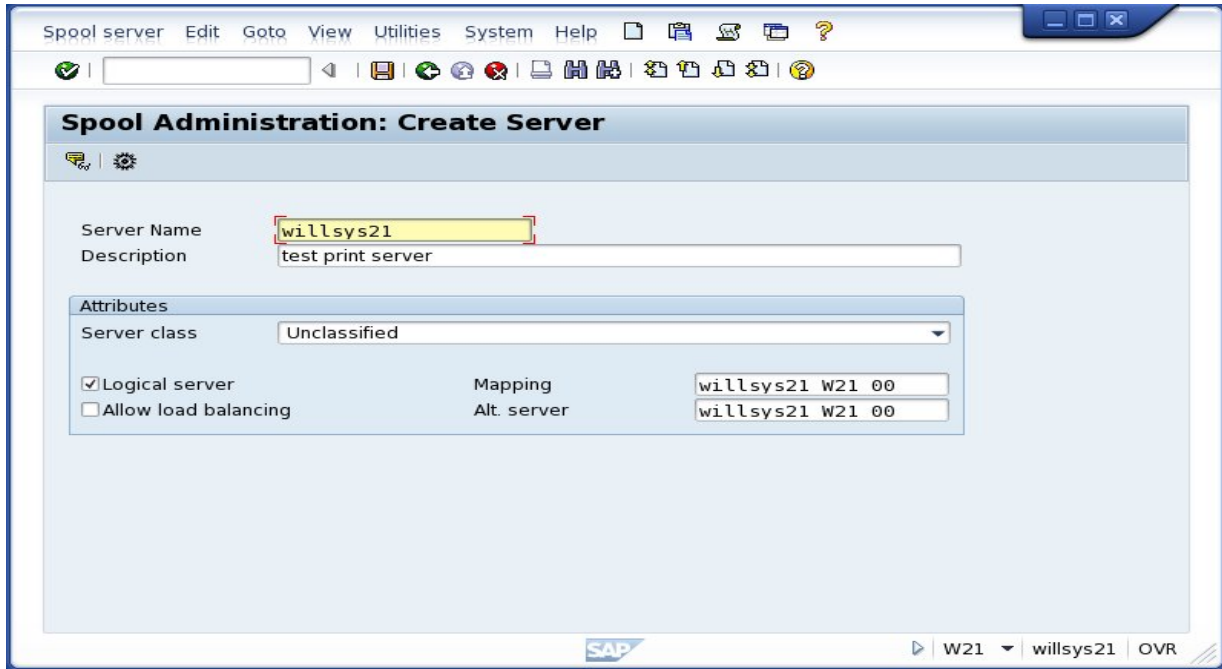 Spool server Edit Goto View Utilities System Help
Spool Administration: Create Server
Server Name willsys21
Description test print server
Attributes
Server class Unclassified
Logical server Mapping willsys21 W21 00
Allow load balancing Alt. server willsys21 W21 00
SAP W21 willsys21 OVR